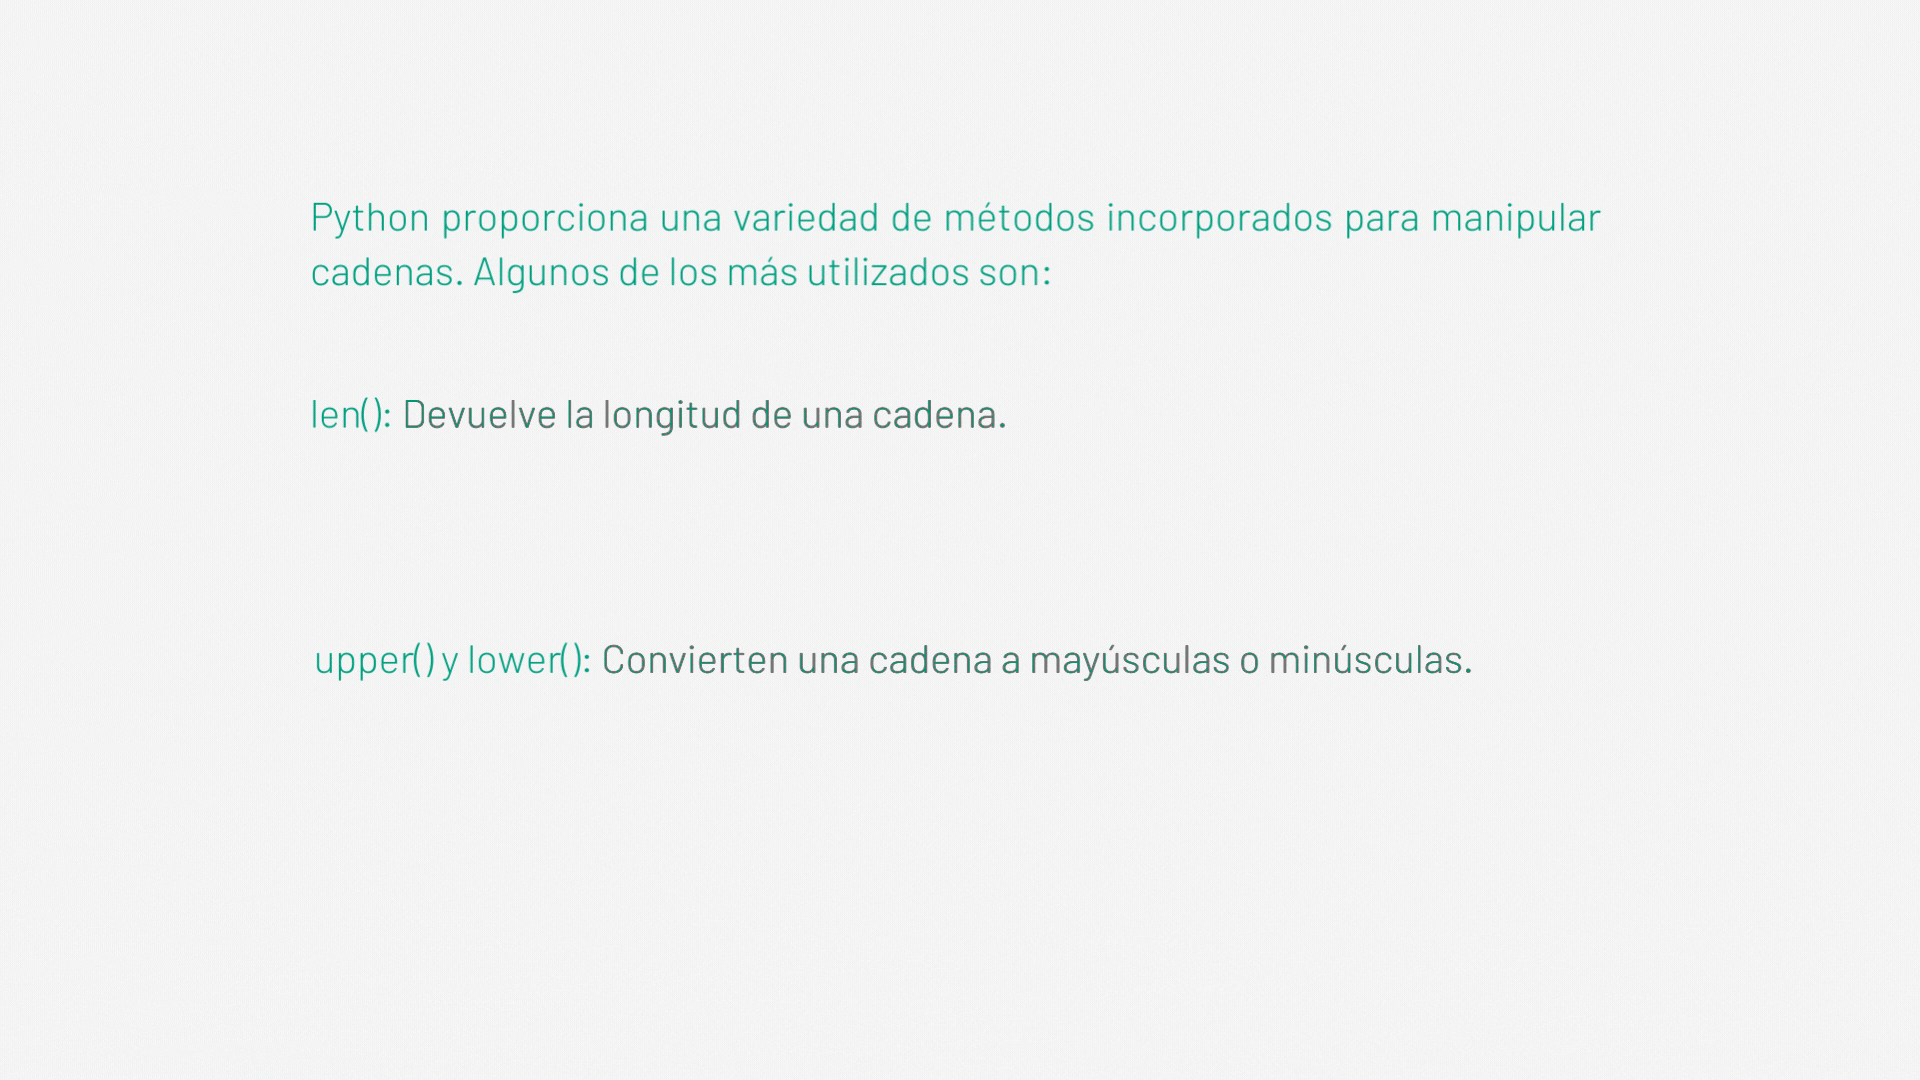 Python proporciona una variedad de métodos incorporados para manipular
cadenas. Algunos de los más utilizados son:
len(): Devuelve la longitud de una cadena.
upper() y lower(): Convierten una cadena a mayúsculas o minúsculas.